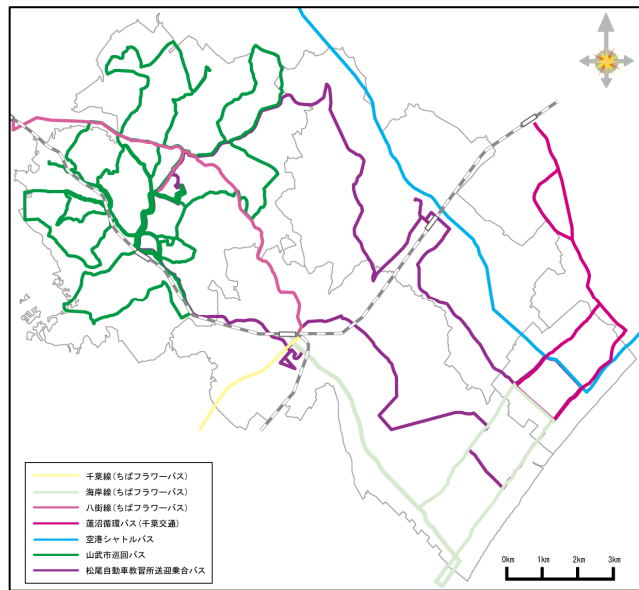 千葉線(ちばフラワーバス)
海岸線(ちばフラワーバス)
八街線(ちばフラワーバス)
蓮沼循環バス(千葉交通)
空港シャトルバス
山武市巡回バス
松尾自動車教習所送迎乗合バス
0km 1km 2km 3km